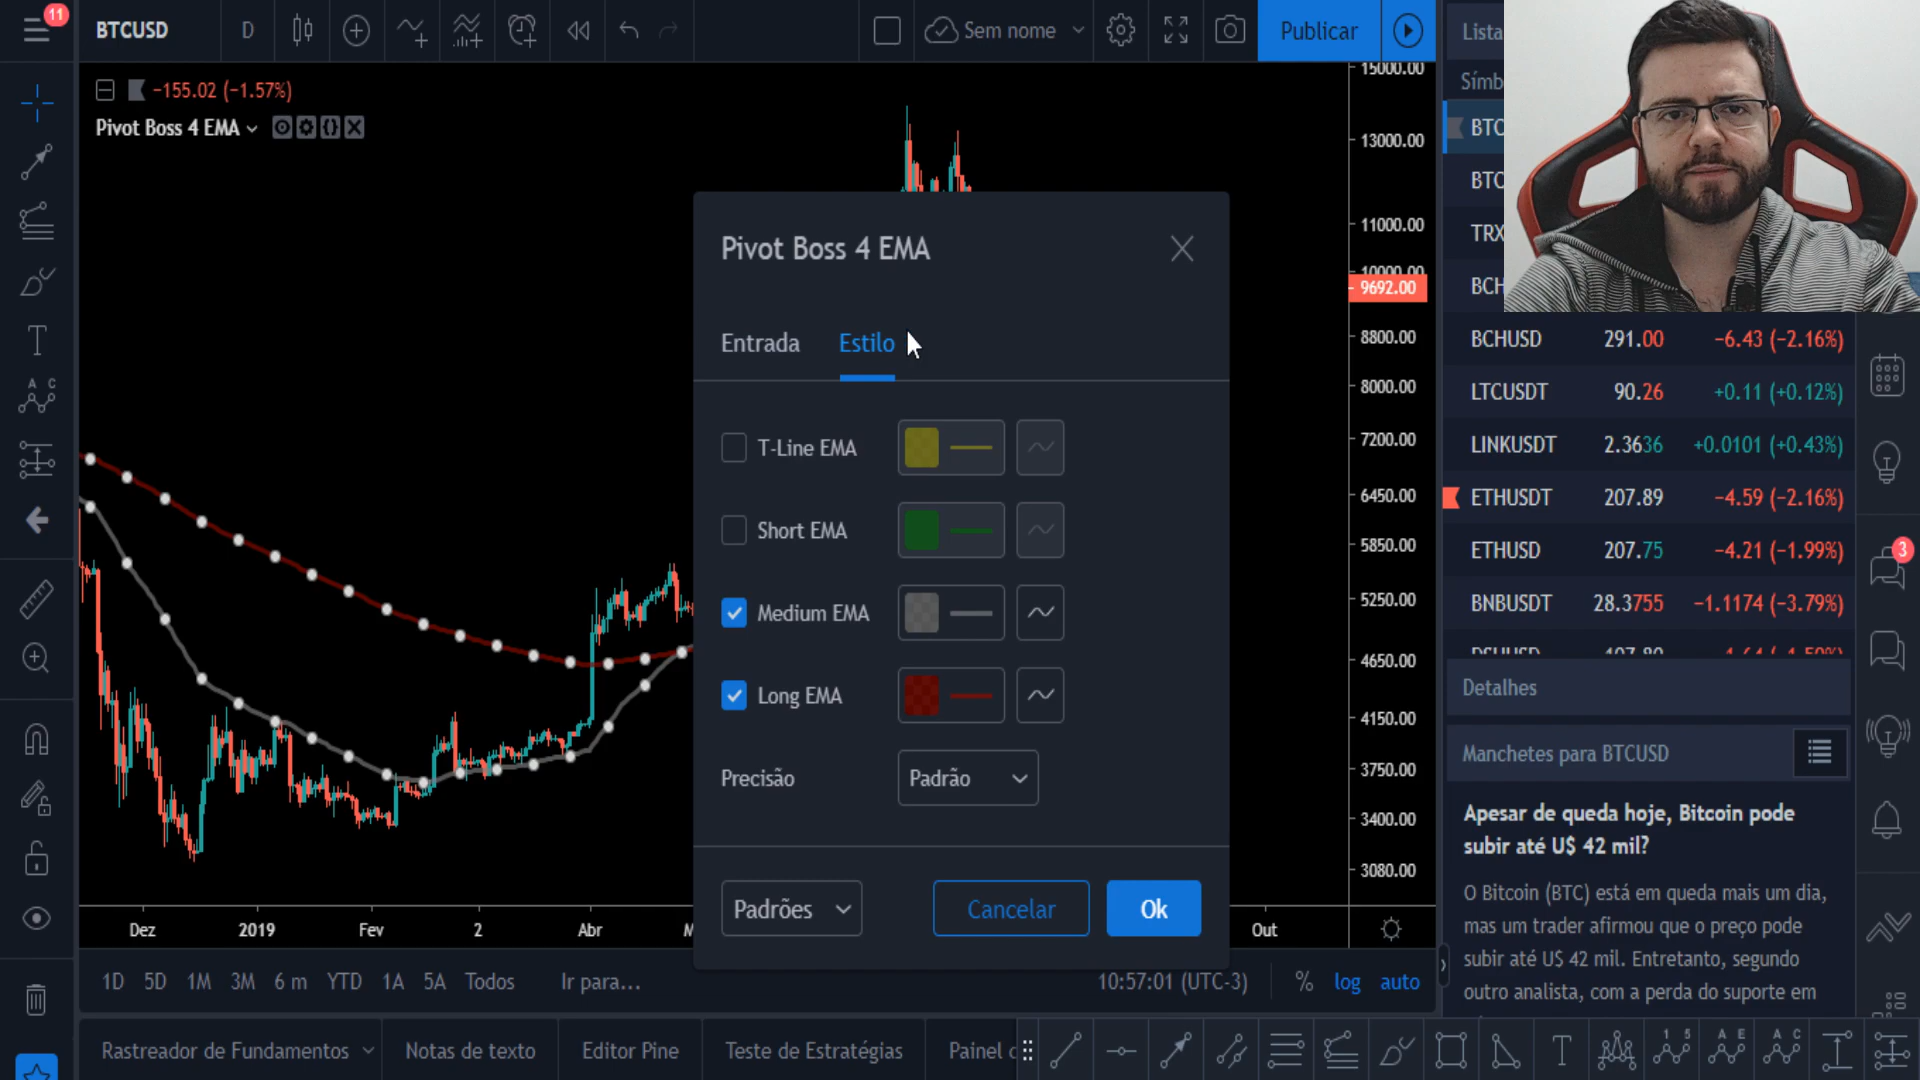 11
BTCUSD
D
Sem nome
Publicar
Lista
−155.02 (−1.57%)
Pivot Boss 4 EMA
Símb
BTC
BTC
TRX
BCH
BCHUSD 291.00 −6.43 (−2.16%)
LTCUSDT 90.26 +0.11 (+0.12%)
LINKUSDT 2.3636 +0.0101 (+0.43%)
ETHUSDT 207.89 −4.59 (−2.16%)
ETHUSD 207.75 −4.21 (−1.99%)
BNBUSDT 28.3755 −1.1174 (−3.79%)
15000.00
13000.00
11000.00
10000.00
9692.00
8800.00
8000.00
7200.00
6450.00
5850.00
5250.00
4650.00
4150.00
3750.00
3400.00
3080.00
Pivot Boss 4 EMA
Entrada Estilo
T-Line EMA
Short EMA
Medium EMA
Long EMA
Precisão Padrão
Padrões
Cancelar
Ok
Dez 2019 Fev 2 Abr M Out
1D 5D 1M 3M 6 m YTD 1A 5A Todos Ir para...
10:57:01 (UTC-3) % log auto
Rastreador de Fundamentos Notas de texto Editor Pine Teste de Estratégias Painel
3
Detalhes
Manchetes para BTCUSD
Apesar de queda hoje, Bitcoin pode
subir até U$ 42 mil?
O Bitcoin (BTC) está em queda mais um dia,
mas um trader afirmou que o preço pode
subir até U$ 42 mil. Entretanto, segundo
outro analista, com a perda do suporte em
A C
T
T
1 5
A E
A C